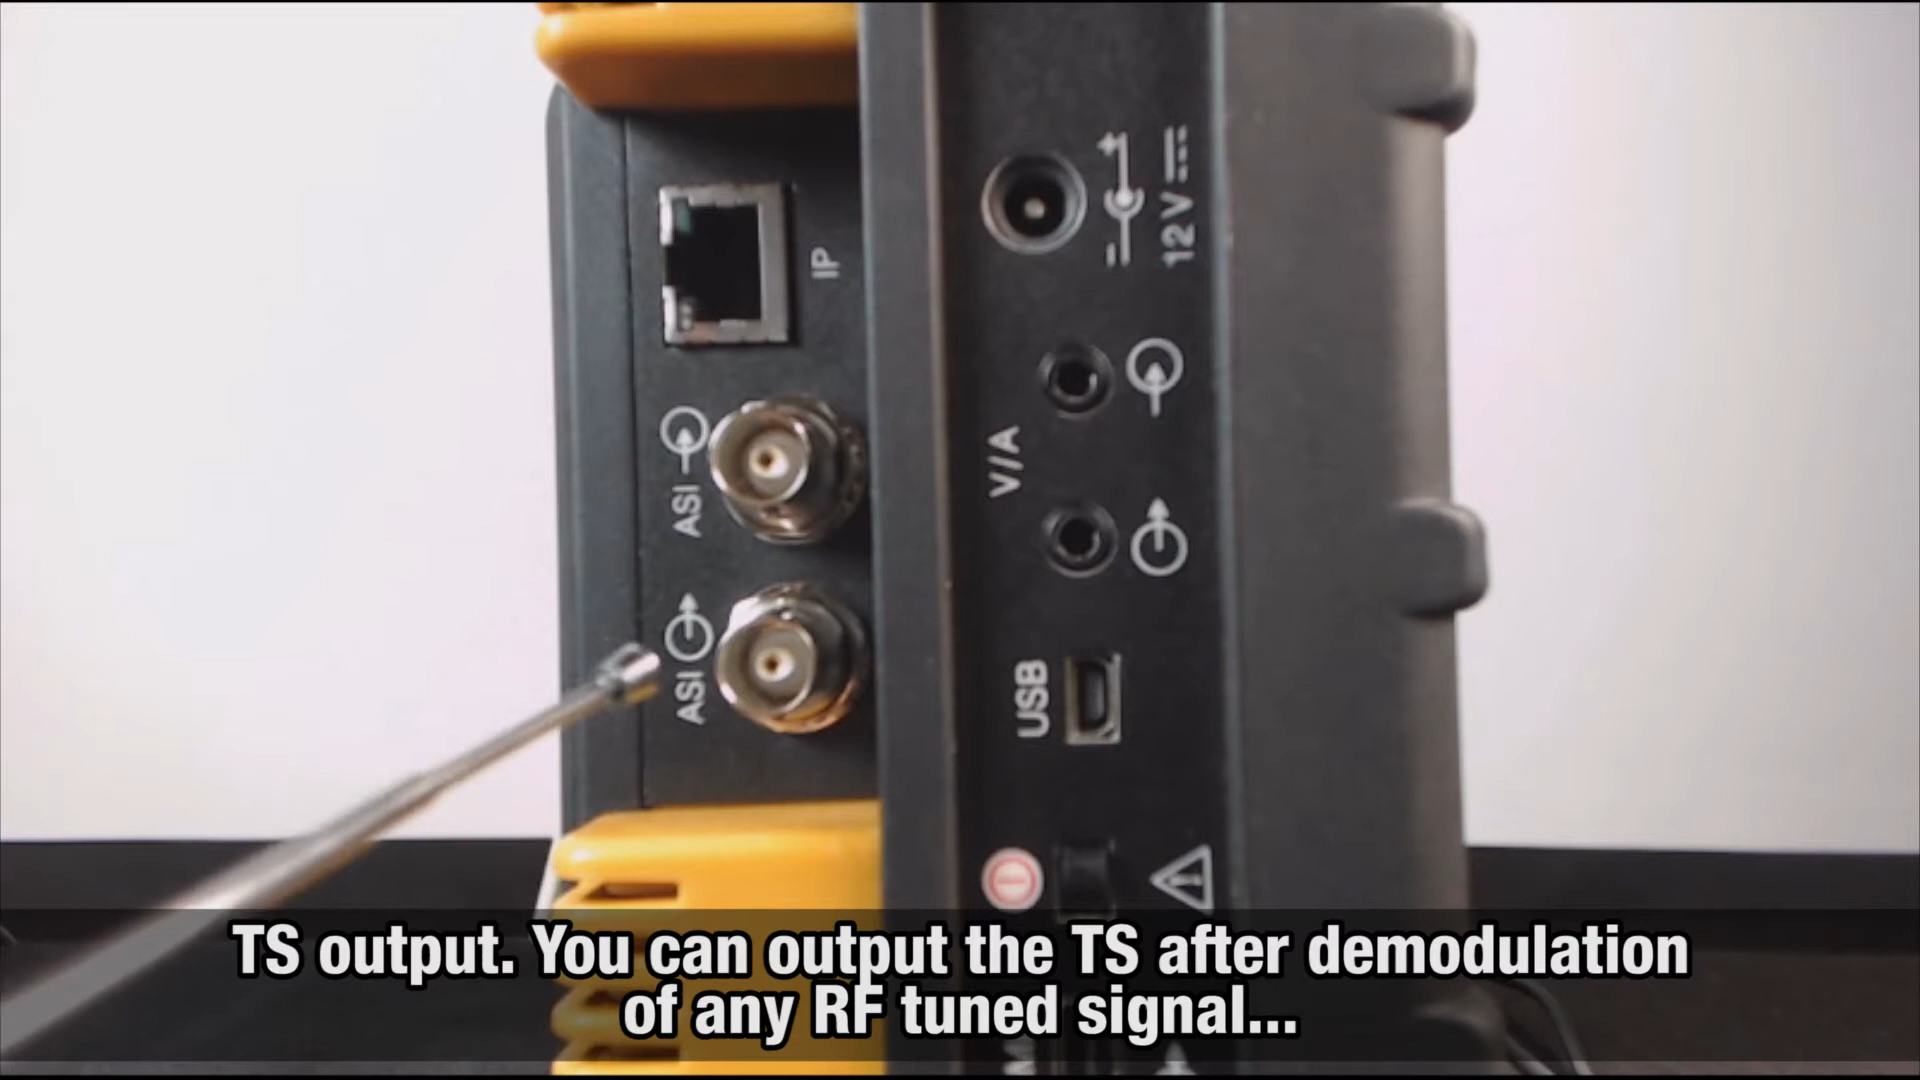 IP
12V
ASI
V/A
ASI
USB
TS output. You can output the TS after demodulation
of any RF tuned signal...